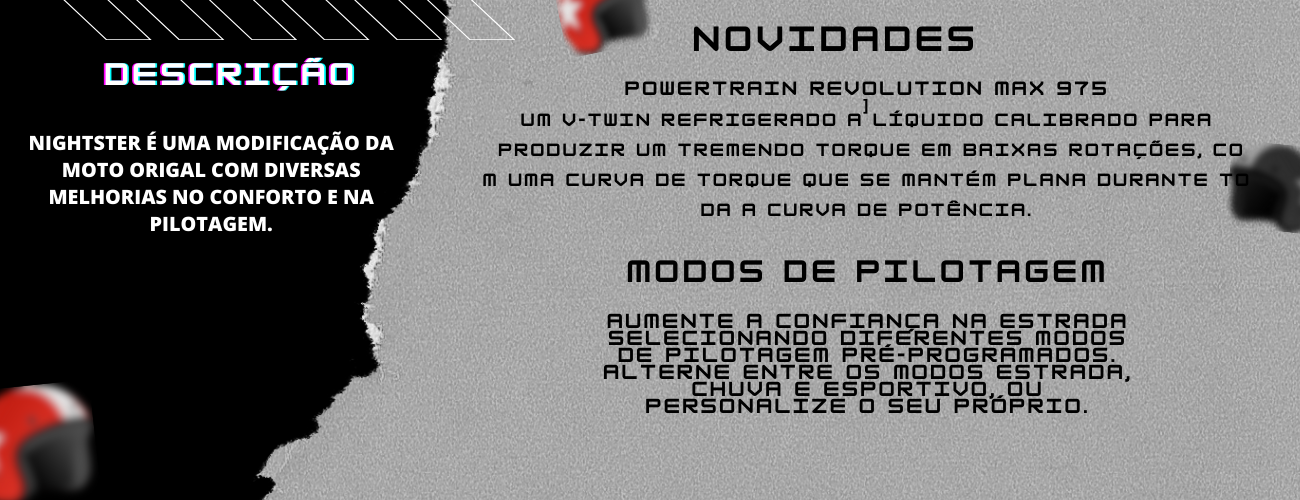 DESCRIÇÃO
NIGHTSTER É UMA MODIFICAÇÃO DA
MOTO ORIGAL COM DIVERSAS
MELHORIAS NO CONFORTO E NA
PILOTAGEM.
NOVIDADES
POWERTRAIN REVOLUTION MAX 975
]
UM V-TWIN REFRIGERADO A LÍQUIDO CALIBRADO PARA
PRODUZIR UM TREMENDO TORQUE EM BAIXAS ROTAÇÕES, CO
M UMA CURVA DE TORQUE QUE SE MANTÉM PLANA DURANTE TO
DA A CURVA DE POTÊNCIA.
MODOS DE PILOTAGEM
AUMENTE A CONFIANÇA NA ESTRADA
SELECIONANDO DIFERENTES MODOS
DE PILOTAGEM PRÉ-PROGRAMADOS.
ALTERNE ENTRE OS MODOS ESTRADA,
CHUVA E ESPORTIVO, OU
PERSONALIZE O SEU PRÓPRIO.